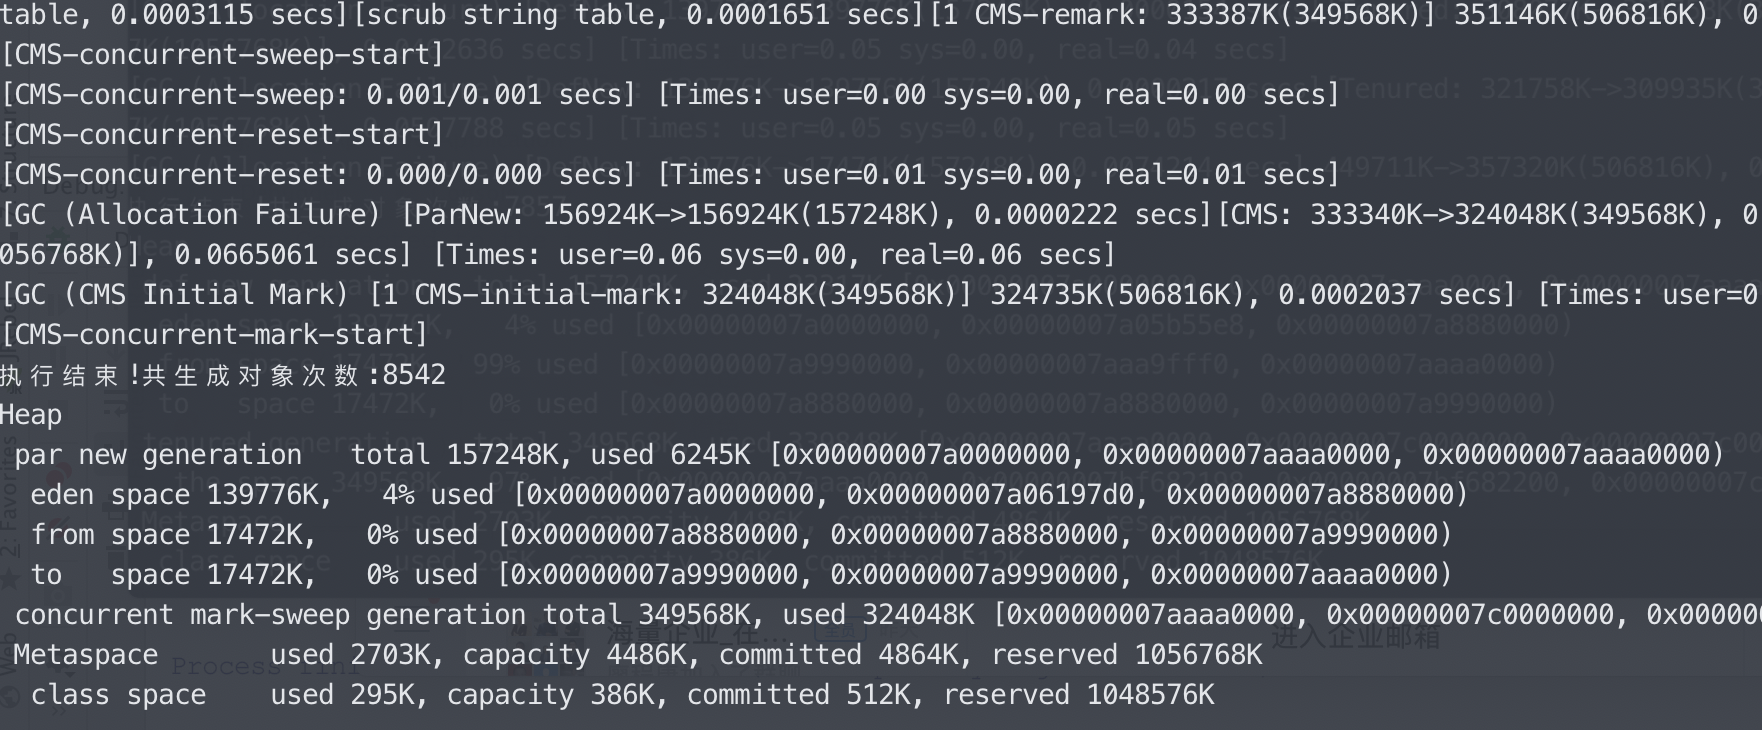 table, 0.0003115 secs][scrub string table, 0.0001651 secs][1 CMS-remark: 333387K(349568K)] 351146K(506816K), 0
[CMS-concurrent-sweep-start]
[CMS-concurrent-sweep: 0.001/0.001 secs] [Times: user=0.00 sys=0.00, real=0.00 secs]
[CMS-concurrent-reset-start]
[CMS-concurrent-reset: 0.000/0.000 secs] [Times: user=0.01 sys=0.00, real=0.01 secs]
[GC (Allocation Failure) [ParNew: 156924K->156924K(157248K), 0.0000222 secs][CMS: 333340K->324048K(349568K), 0
056768K)], 0.0665061 secs] [Times: user=0.06 sys=0.00, real=0.06 secs]
[GC (CMS Initial Mark) [1 CMS-initial-mark: 324048K(349568K)] 324735K(506816K), 0.0002037 secs] [Times: user=0
[CMS-concurrent-mark-start]
执行结束!共生成对象次数:8542
Heap
par new generation   total 157248K, used 6245K [0x00000007a0000000, 0x00000007aaaa0000, 0x00000007aaaa0000)
eden space 139776K,   4% used [0x00000007a0000000, 0x00000007a06197d0, 0x00000007a8880000)
from space 17472K,   0% used [0x00000007a8880000, 0x00000007a8880000, 0x00000007a9990000)
to   space 17472K,   0% used [0x00000007a9990000, 0x00000007a9990000, 0x00000007aaaa0000)
concurrent mark-sweep generation total 349568K, used 324048K [0x00000007aaaa0000, 0x00000007c0000000, 0x00000
进入企业邮箱
Metaspace       used 2703K, capacity 4486K, committed 4864K, reserved 1056768K
class space    used 295K, capacity 386K, committed 512K, reserved 1048576K